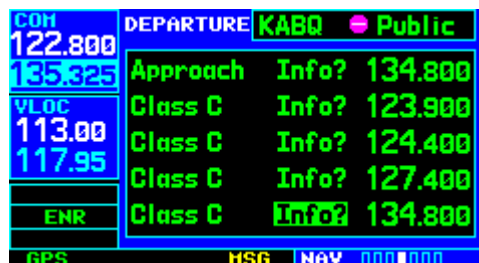 COM
122.800
135.325
VLOC
113.00
117.95
ENR
GPS
DEPARTURE KABQ Public
Approach Info? 134.800
Class C Info? 123.900
Class C Info? 124.400
Class C Info? 127.400
Class C Info? 134.800
MSG NAV